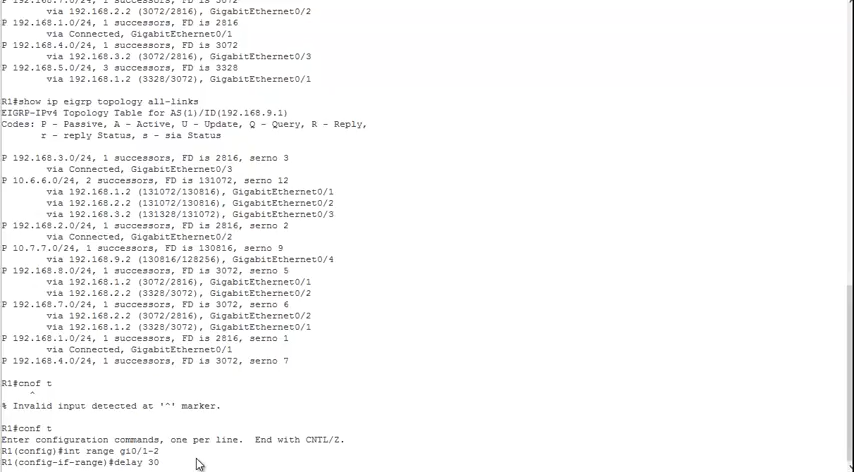 P 192.168.7.0/24, 1 successors, FD is 3072
via 192.168.2.2 (3072/2816), GigabitEthernet0/2
P 192.168.1.0/24, 1 successors, FD is 2816
via Connected, GigabitEthernet0/1
P 192.168.4.0/24, 1 successors, FD is 3072
via 192.168.3.2 (3072/2816), GigabitEthernet0/3
P 192.168.5.0/24, 3 successors, FD is 3328
via 192.168.1.2 (3328/3072), GigabitEthernet0/1
R1#show ip eigrp topology all-links
EIGRP-IPv4 Topology Table for AS(1)/ID(192.168.9.1)
Codes: P - Passive, A - Active, U - Update, Q - Query, R - Reply,
r - reply Status, s - sia Status
P 192.168.3.0/24, 1 successors, FD is 2816, serno 3
via Connected, GigabitEthernet0/3
P 10.6.6.0/24, 2 successors, FD is 131072, serno 12
via 192.168.1.2 (131072/130816), GigabitEthernet0/1
via 192.168.2.2 (131072/130816), GigabitEthernet0/2
via 192.168.3.2 (131328/131072), GigabitEthernet0/3
P 192.168.2.0/24, 1 successors, FD is 2816, serno 2
via Connected, GigabitEthernet0/2
P 10.7.7.0/24, 1 successors, FD is 130816, serno 9
via 192.168.9.2 (130816/128256), GigabitEthernet0/4
P 192.168.8.0/24, 1 successors, FD is 3072, serno 5
via 192.168.1.2 (3072/2816), GigabitEthernet0/1
via 192.168.2.2 (3328/3072), GigabitEthernet0/2
P 192.168.7.0/24, 1 successors, FD is 3072, serno 6
via 192.168.2.2 (3072/2816), GigabitEthernet0/2
via 192.168.1.2 (3328/3072), GigabitEthernet0/1
P 192.168.1.0/24, 1 successors, FD is 2816, serno 1
via Connected, GigabitEthernet0/1
P 192.168.4.0/24, 1 successors, FD is 3072, serno 7
R1#cnof t
^
% Invalid input detected at '^' marker.
R1#conf t
Enter configuration commands, one per line. End with CNTL/Z.
R1(config)#int range gi0/1-2
R1(config-if-range)#delay 30